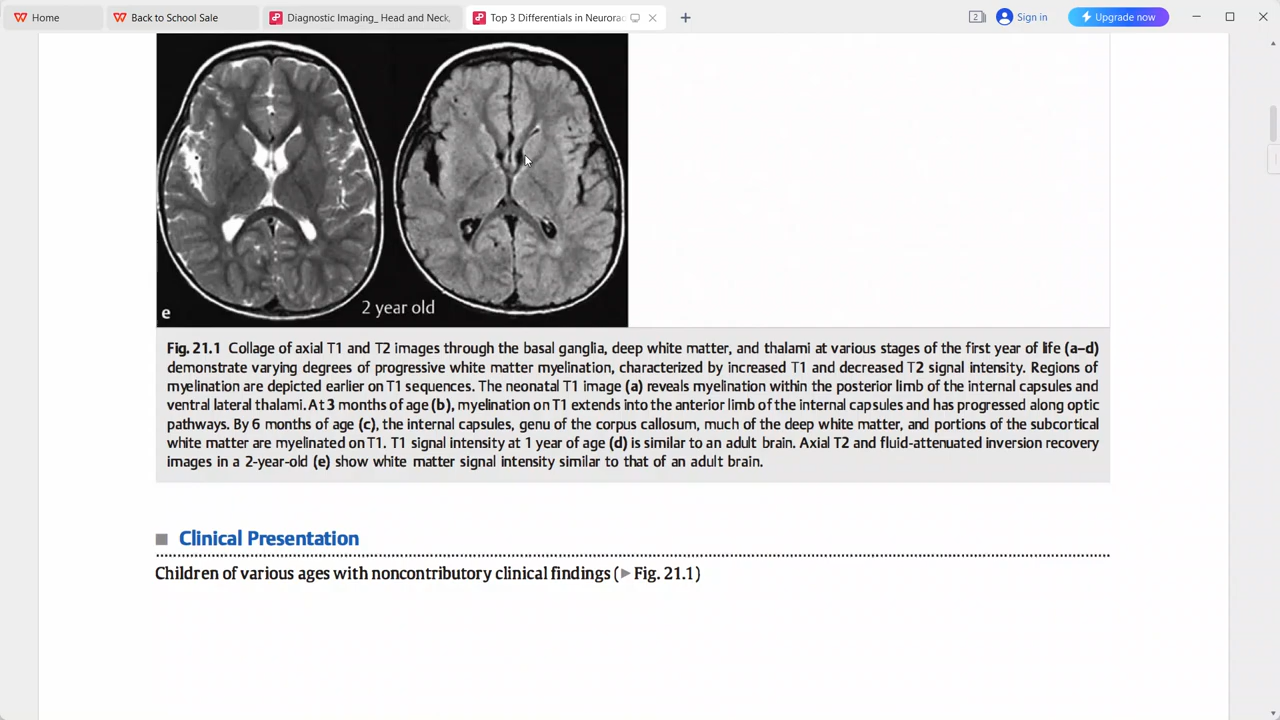 Home
Back to School Sale
Diagnostic Imaging_ Head and Neck,
Top 3 Differentials in Neurorac
2
Sign in
Upgrade now
e
2 year old
Fig. 21.1 Collage of axial T1 and T2 images through the basal ganglia, deep white matter, and thalami at various stages of the first year of life (a–d)
demonstrate varying degrees of progressive white matter myelination, characterized by increased T1 and decreased T2 signal intensity. Regions of
myelination are depicted earlier on T1 sequences. The neonatal T1 image (a) reveals myelination within the posterior limb of the internal capsules and
ventral lateral thalami. At 3 months of age (b), myelination on T1 extends into the anterior limb of the internal capsules and has progressed along optic
pathways. By 6 months of age (c), the internal capsules, genu of the corpus callosum, much of the deep white matter, and portions of the subcortical
white matter are myelinated on T1. T1 signal intensity at 1 year of age (d) is similar to an adult brain. Axial T2 and fluid-attenuated inversion recovery
images in a 2-year-old (e) show white matter signal intensity similar to that of an adult brain.
Clinical Presentation
Children of various ages with noncontributory clinical findings (▶ Fig. 21.1)